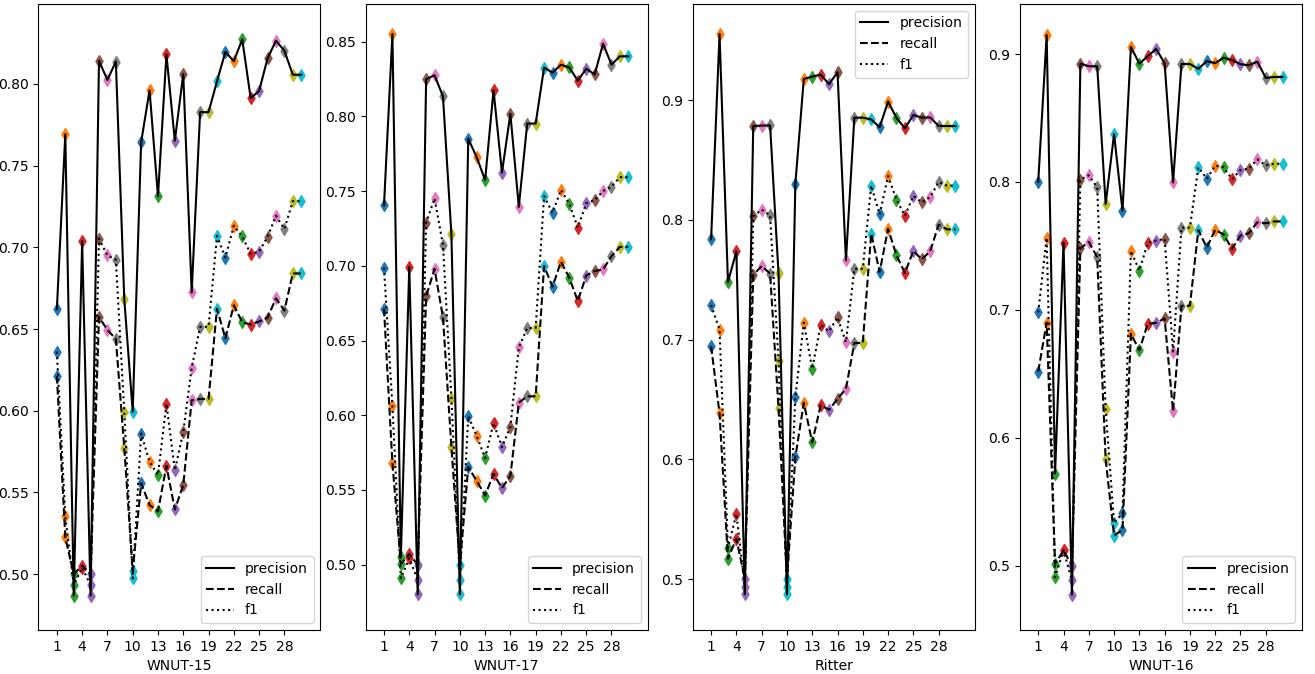 0.80
0.75
0.70
0.65
0.60
0.55
0.50
precision
recall
f1
1 4 7 10 13 16 19 22 25 28
WNUT-15
0.85
0.80
0.75
0.70
0.65
0.60
0.55
0.50
precision
recall
f1
1 4 7 10 13 16 19 22 25 28
WNUT-17
precision
recall
f1
0.9
0.8
0.7
0.6
0.5
1 4 7 10 13 16 19 22 25 28
Ritter
0.9
0.8
0.7
0.6
0.5
precision
recall
f1
1 4 7 10 13 16 19 22 25 28
WNUT-16